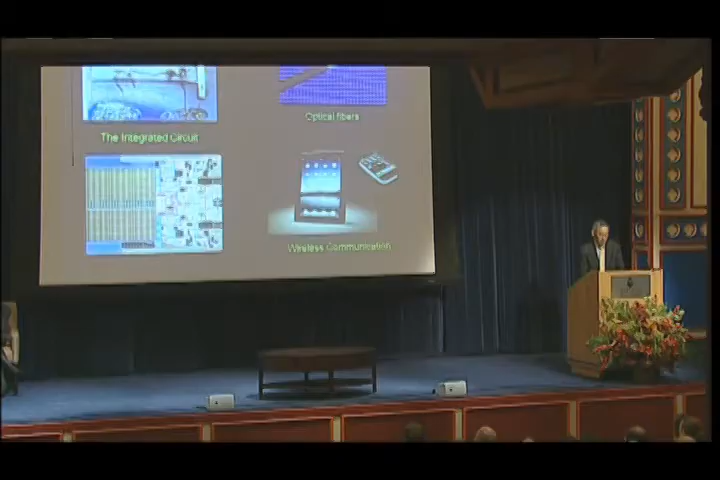 The Integrated Circuit
Optical fibers
Wireless Communication